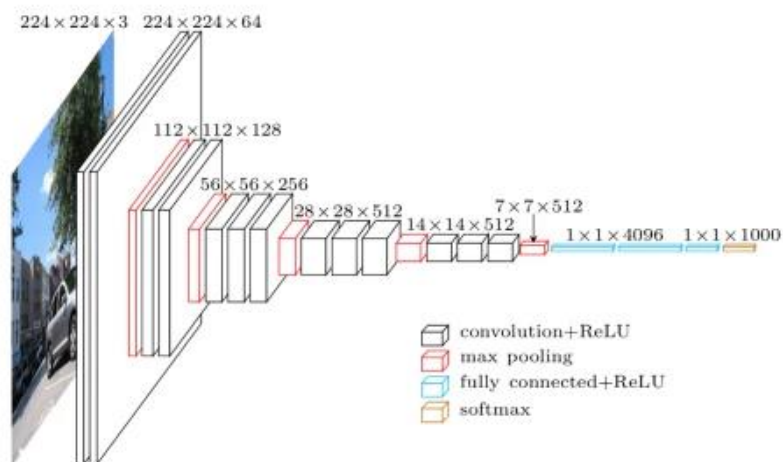 224 × 224 × 3
224 × 224 × 64
112 × 112 × 128
56 × 56 × 256
28 × 28 × 512
14 × 14 × 512
7 × 7 × 512
1 × 1 × 4096
1 × 1 × 1000
convolution+ReLU
max pooling
fully connected+ReLU
softmax